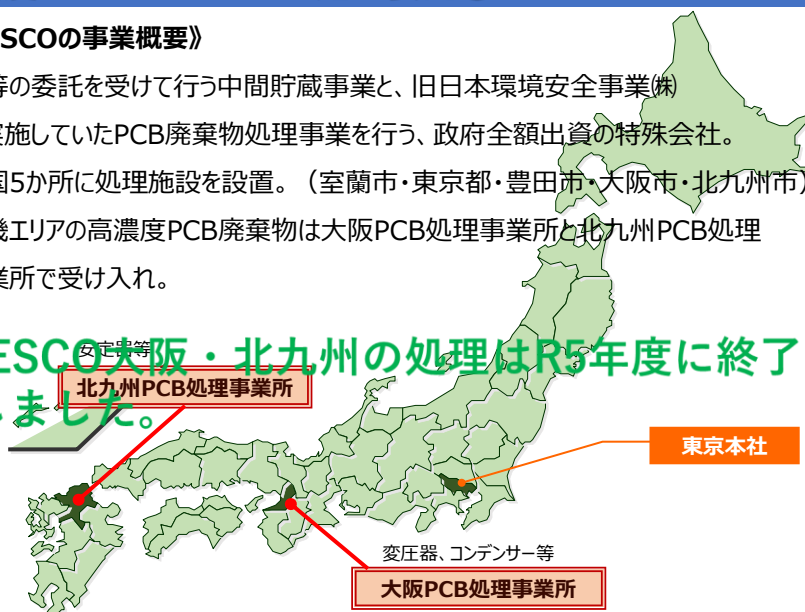 SCOの事業概要》
等の委託を受けて行う中間貯蔵事業と、旧日本環境安全事業㈱
実施していたPCB廃棄物処理事業を行う、政府全額出資の特殊会社。
国5か所に処理施設を設置。（室蘭市・東京都・豊田市・大阪市・北九州市）
畿エリアの高濃度PCB廃棄物は大阪PCB処理事業所と北九州PCB処理
業所で受け入れ。
安定器等
ESCO大阪・北九州の処理はR5年度に終了
北九州PCB処理事業所
しました。
東京本社
変圧器、コンデンサー等
大阪PCB処理事業所